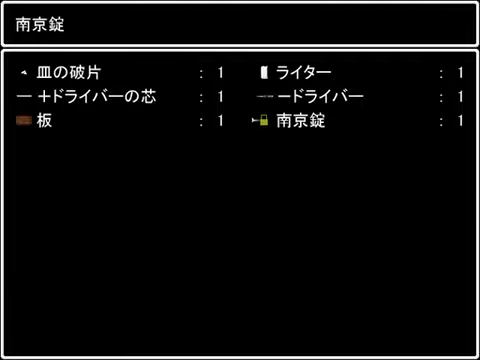 南京錠
皿の破片 : 1 ライター : 1
+ドライバーの芯 : 1 -ドライバー : 1
板 : 1 南京錠 : 1